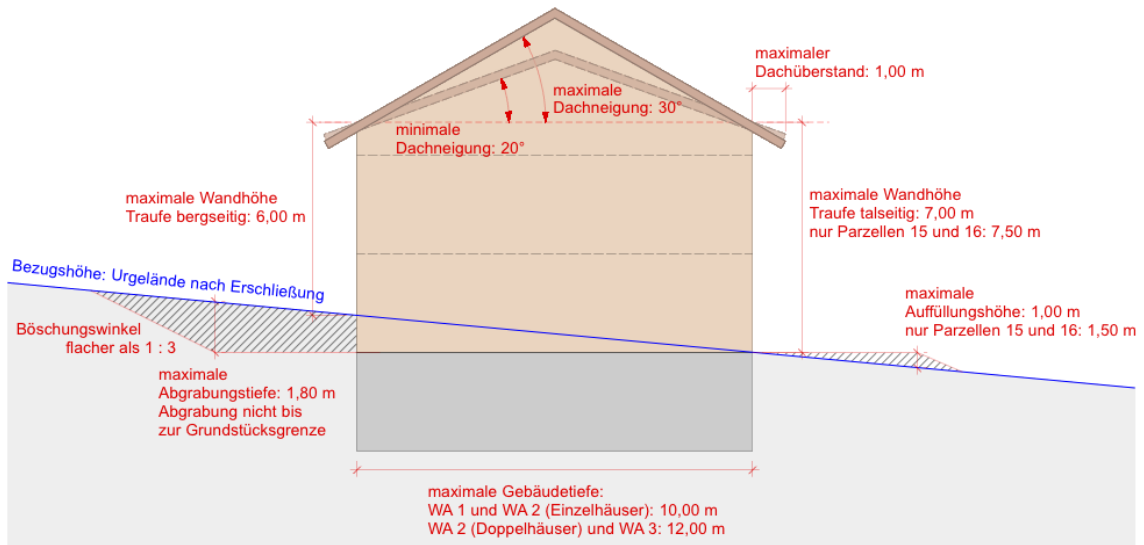 maximaler
Dachüberstand: 1,00 m
maximale
Dachneigung: 30°
minimale
Dachneigung: 20°
maximale Wandhöhe
Traufe bergseitig: 6,00 m
maximale Wandhöhe
Traufe talseitig: 7,00 m
nur Parzellen 15 und 16: 7,50 m
Bezugshöhe: Urgelände nach Erschließung
Böschungswinkel
flacher als 1 : 3
maximale
Auffüllungshöhe: 1,00 m
nur Parzellen 15 und 16: 1,50 m
maximale
Abgrabungstiefe: 1,80 m
Abgrabung nicht bis
zur Grundstücksgrenze
maximale Gebäudetiefe:
WA 1 und WA 2 (Einzelhäuser): 10,00 m
WA 2 (Doppelhäuser) und WA 3: 12,00 m